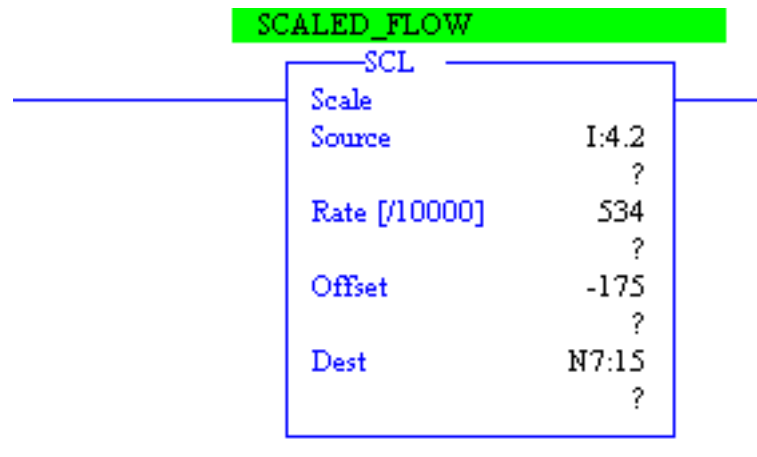 SCALED_FLOW
SCL
Scale
Source I:4.2
?
Rate [/10000] 534
?
Offset -175
?
Dest N7:15
?